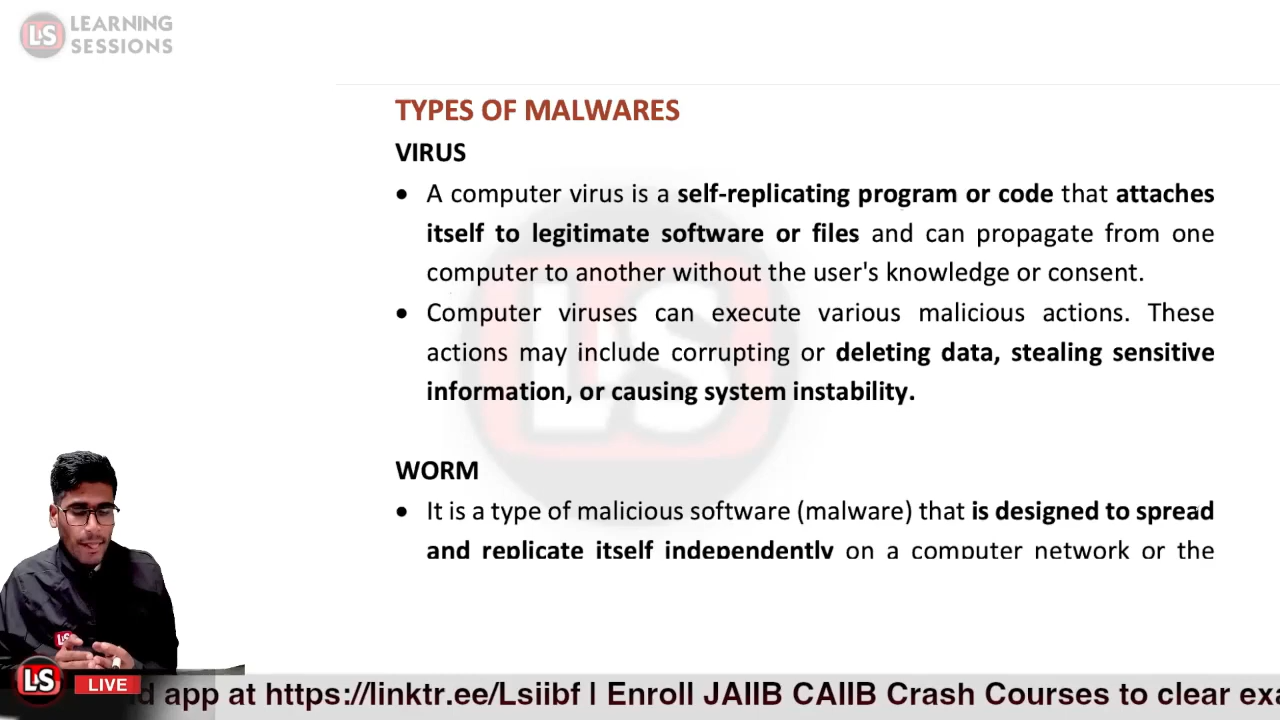 LS LEARNING
SESSIONS
TYPES OF MALWARES
VIRUS
• A computer virus is a self-replicating program or code that attaches
itself to legitimate software or files and can propagate from one
computer to another without the user's knowledge or consent.
• Computer viruses can execute various malicious actions. These
actions may include corrupting or deleting data, stealing sensitive
information, or causing system instability.
LS
WORM
• It is a type of malicious software (malware) that is designed to spread
and replicate itself independently on a computer network or the
LS
LS LIVE
d app at https://linktr.ee/Lsiibf | Enroll JAIIB CAIIB Crash Courses to clear exa